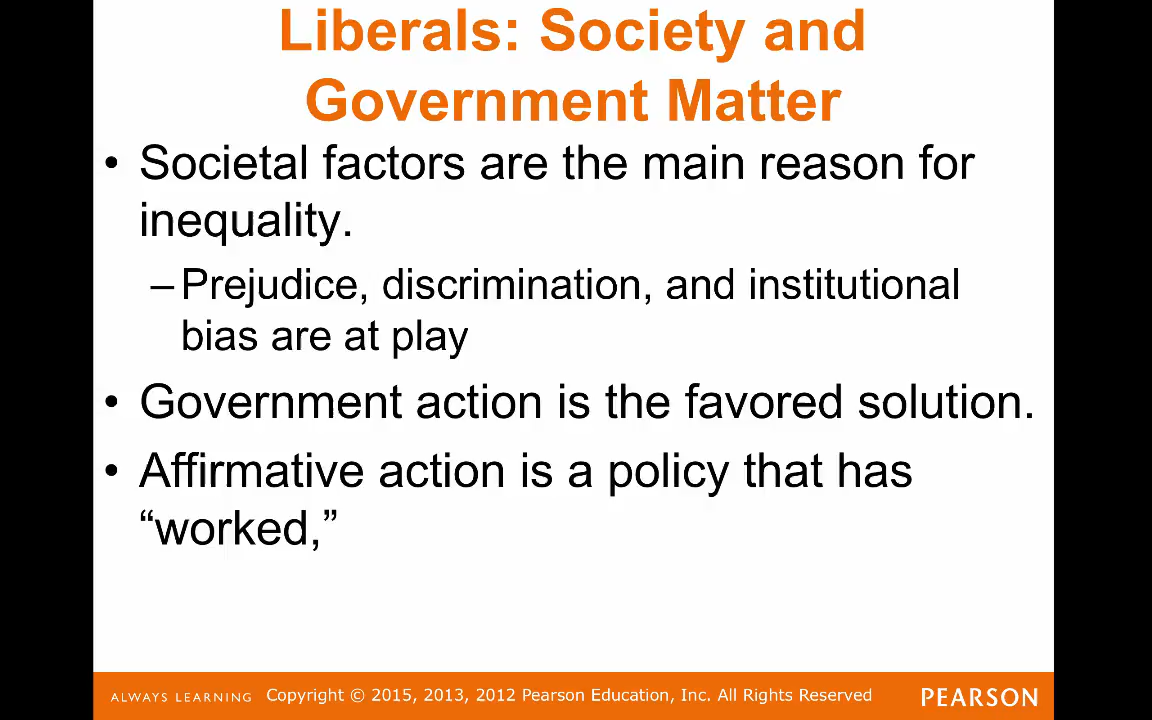 Liberals: Society and
Government Matter
• Societal factors are the main reason for
inequality.
–Prejudice, discrimination, and institutional
bias are at play
• Government action is the favored solution.
• Affirmative action is a policy that has
“worked,”
ALWAYS LEARNING Copyright © 2015, 2013, 2012 Pearson Education, Inc. All Rights Reserved PEARSON